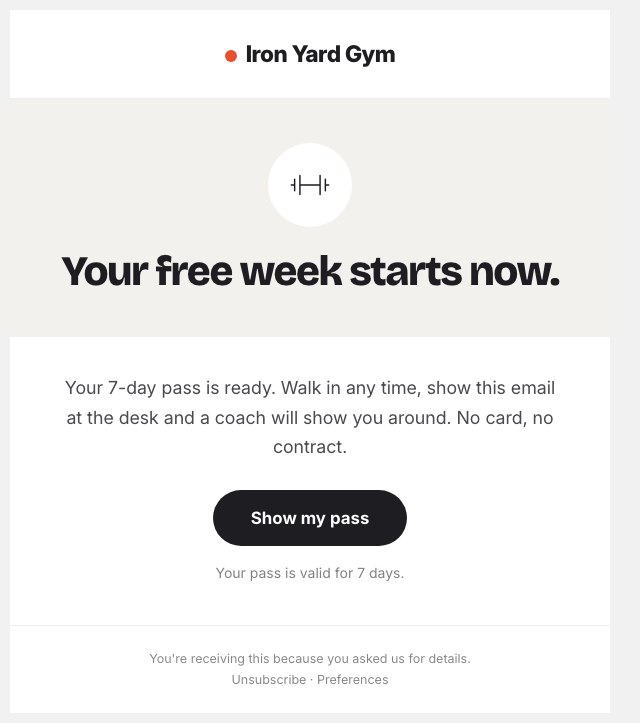 Iron Yard Gym
Your free week starts now.
Your 7-day pass is ready. Walk in any time, show this email
at the desk and a coach will show you around. No card, no
contract.
Show my pass
Your pass is valid for 7 days.
You're receiving this because you asked us for details.
Unsubscribe · Preferences